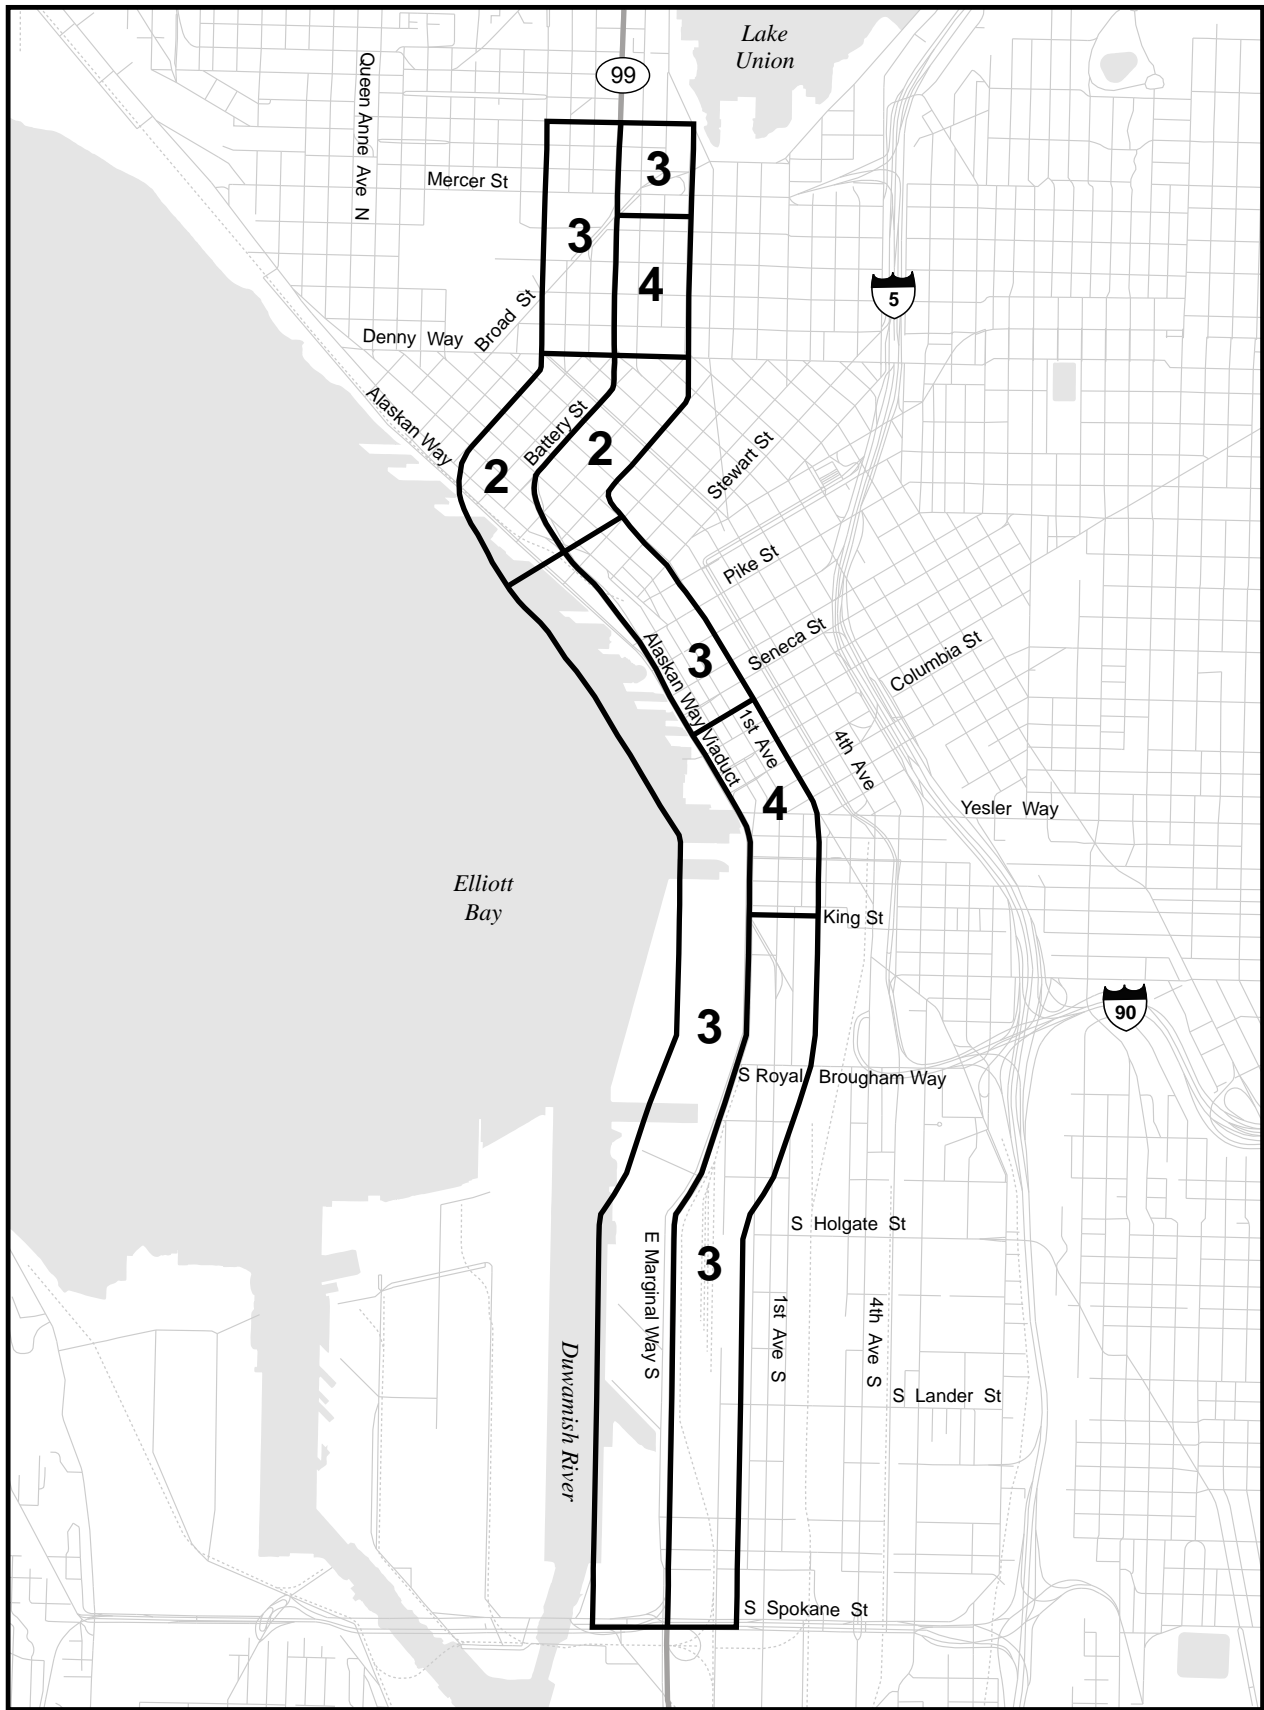 Lake
Union
99
Queen Anne Ave N
Mercer St
3
3
4
5
Broad St
Denny Way
Alaskan Way
Battery St
2
2
Stewart St
Pike St
Seneca St
Columbia St
Alaskan Way Viaduct
3
1st Ave
4th Ave
4
Yesler Way
Elliott
Bay
King St
3
90
S Royal Brougham Way
S Holgate St
E Marginal Way S
3
1st Ave S
4th Ave S
Duwamish River
S Lander St
S Spokane St